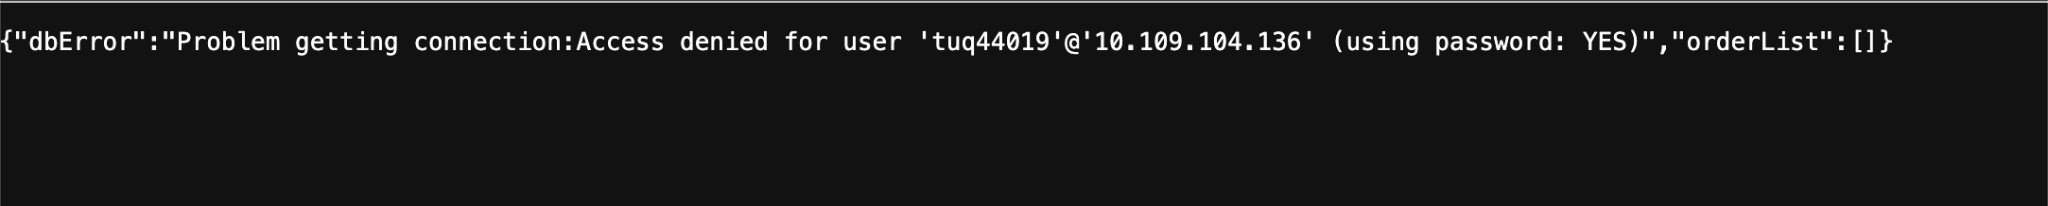 {"dbError":"Problem getting connection:Access denied for user 'tuq44019'@'10.109.104.136' (using password: YES)","orderList":[]}